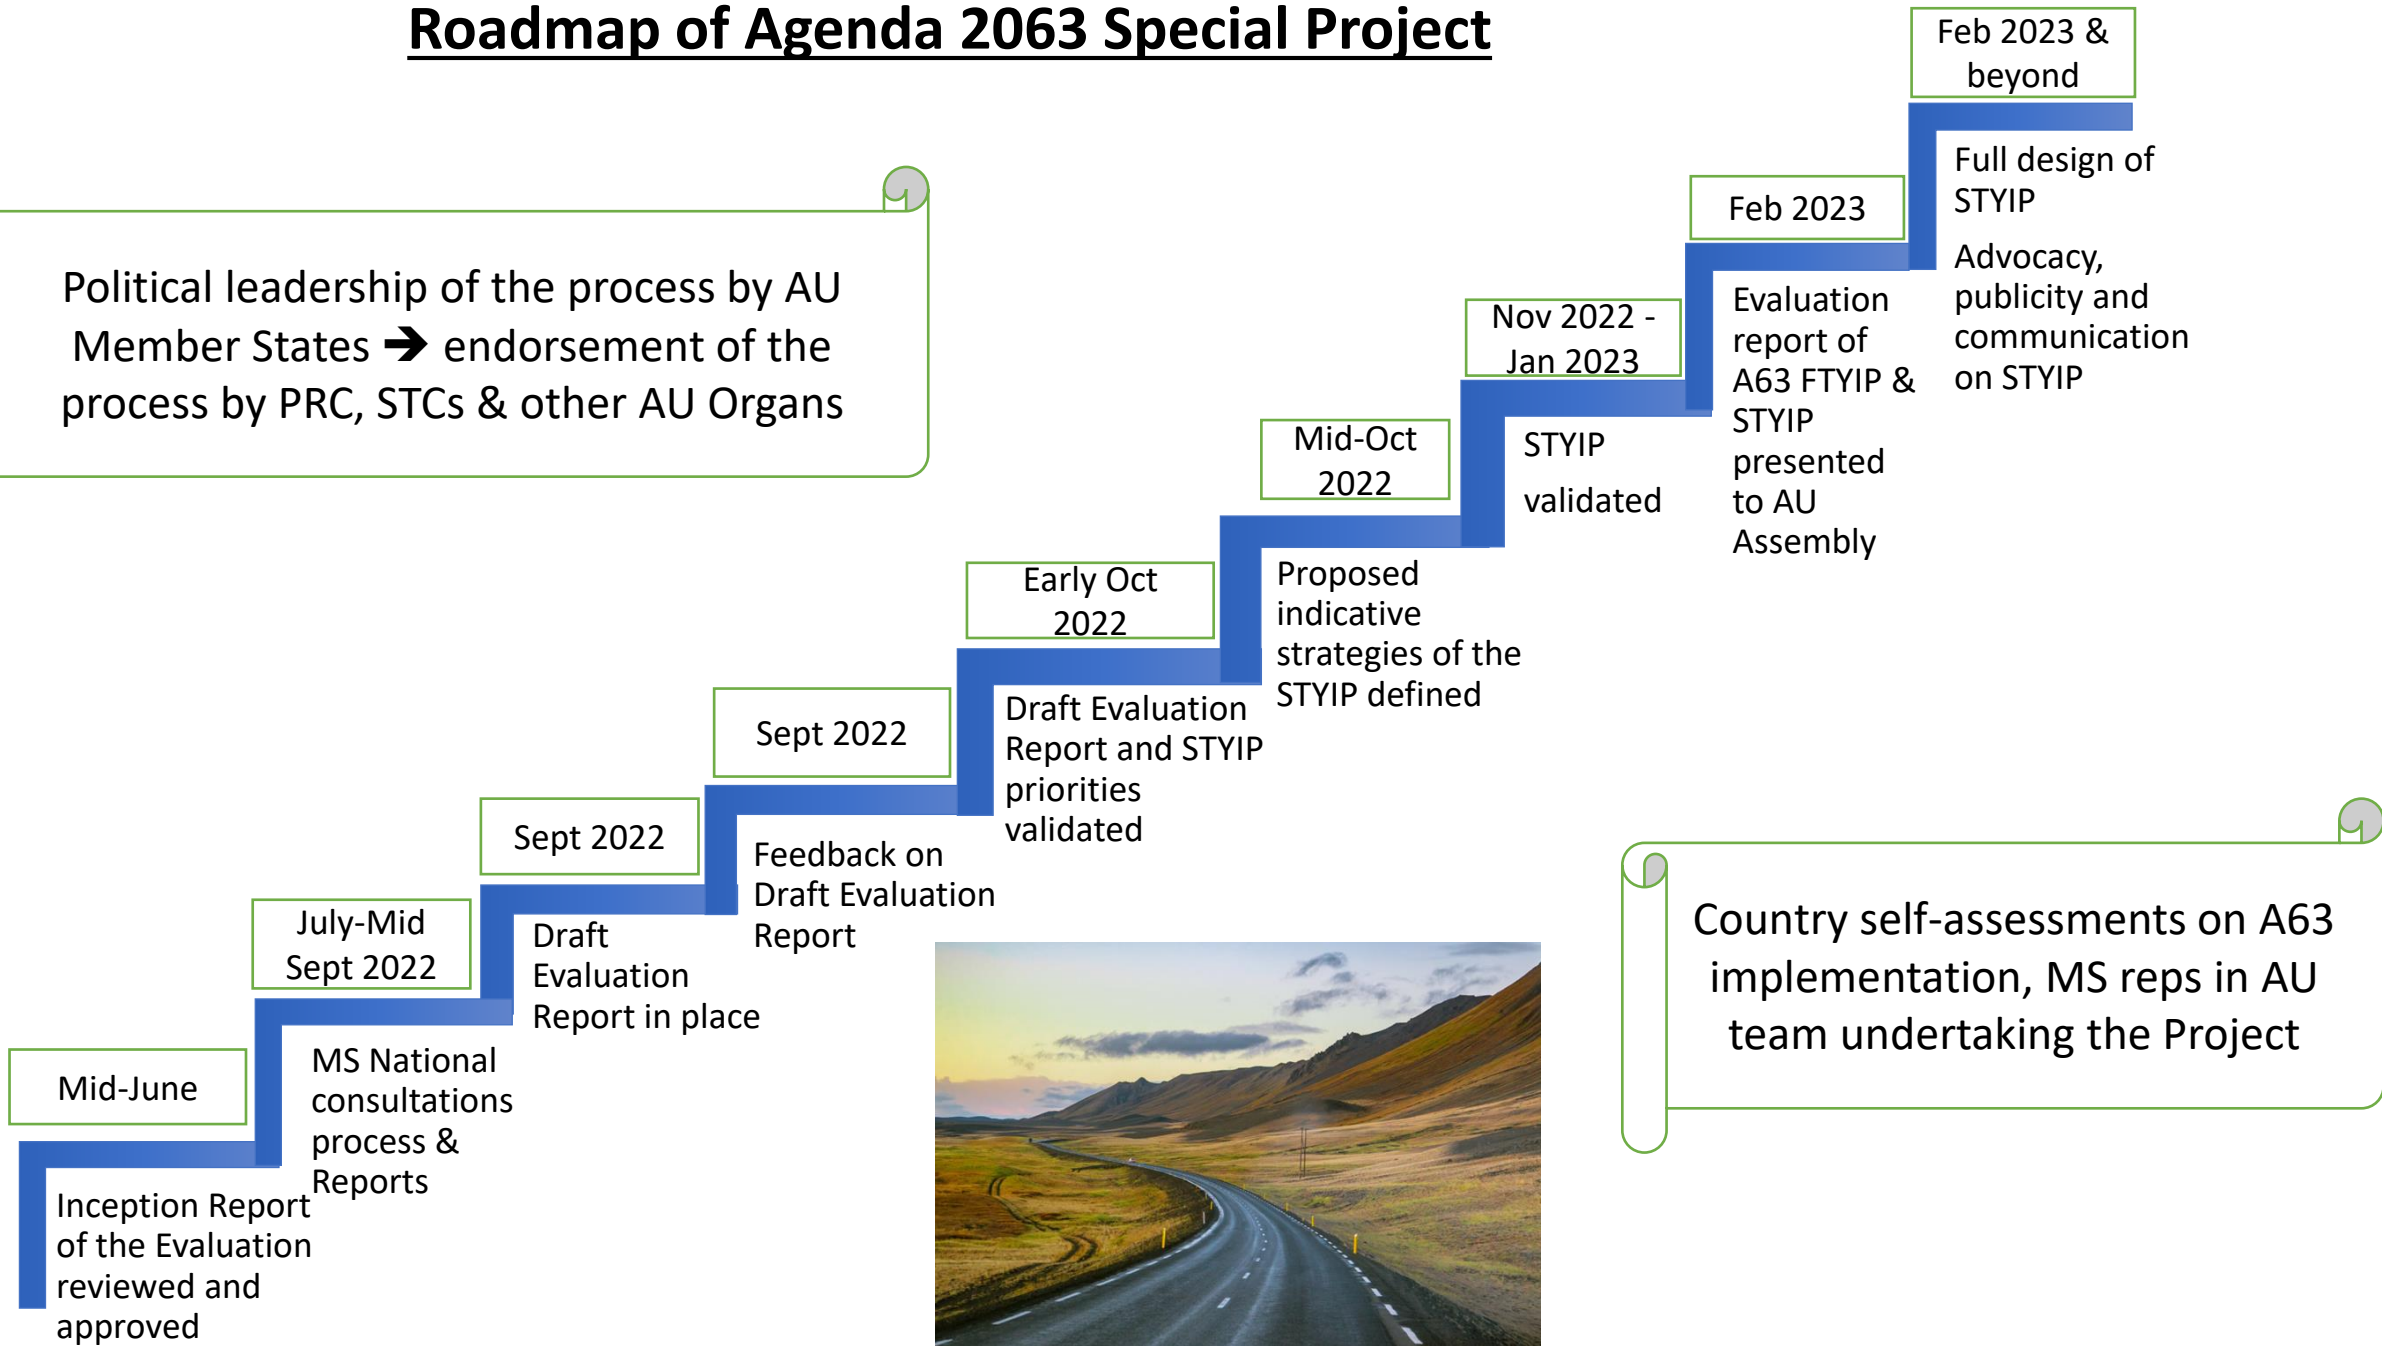 Roadmap of Agenda 2063 Special Project
Political leadership of the process by AU
Member States → endorsement of the
process by PRC, STCs & other AU Organs
Mid-June
Inception Report
of the Evaluation
reviewed and
approved
July-Mid
Sept 2022
MS National
consultations
process &
Reports
Sept 2022
Draft
Evaluation
Report in place
Sept 2022
Feedback on
Draft Evaluation
Report
Early Oct
2022
Draft Evaluation
Report and STYIP
priorities
validated
Mid-Oct
2022
Proposed
indicative
strategies of the
STYIP defined
Nov 2022 -
Jan 2023
STYIP
validated
Feb 2023
Evaluation
report of
A63 FTYIP &
STYIP
presented
to AU
Assembly
Feb 2023 &
beyond
Full design of
STYIP
Advocacy,
publicity and
communication
on STYIP
Country self-assessments on A63
implementation, MS reps in AU
team undertaking the Project